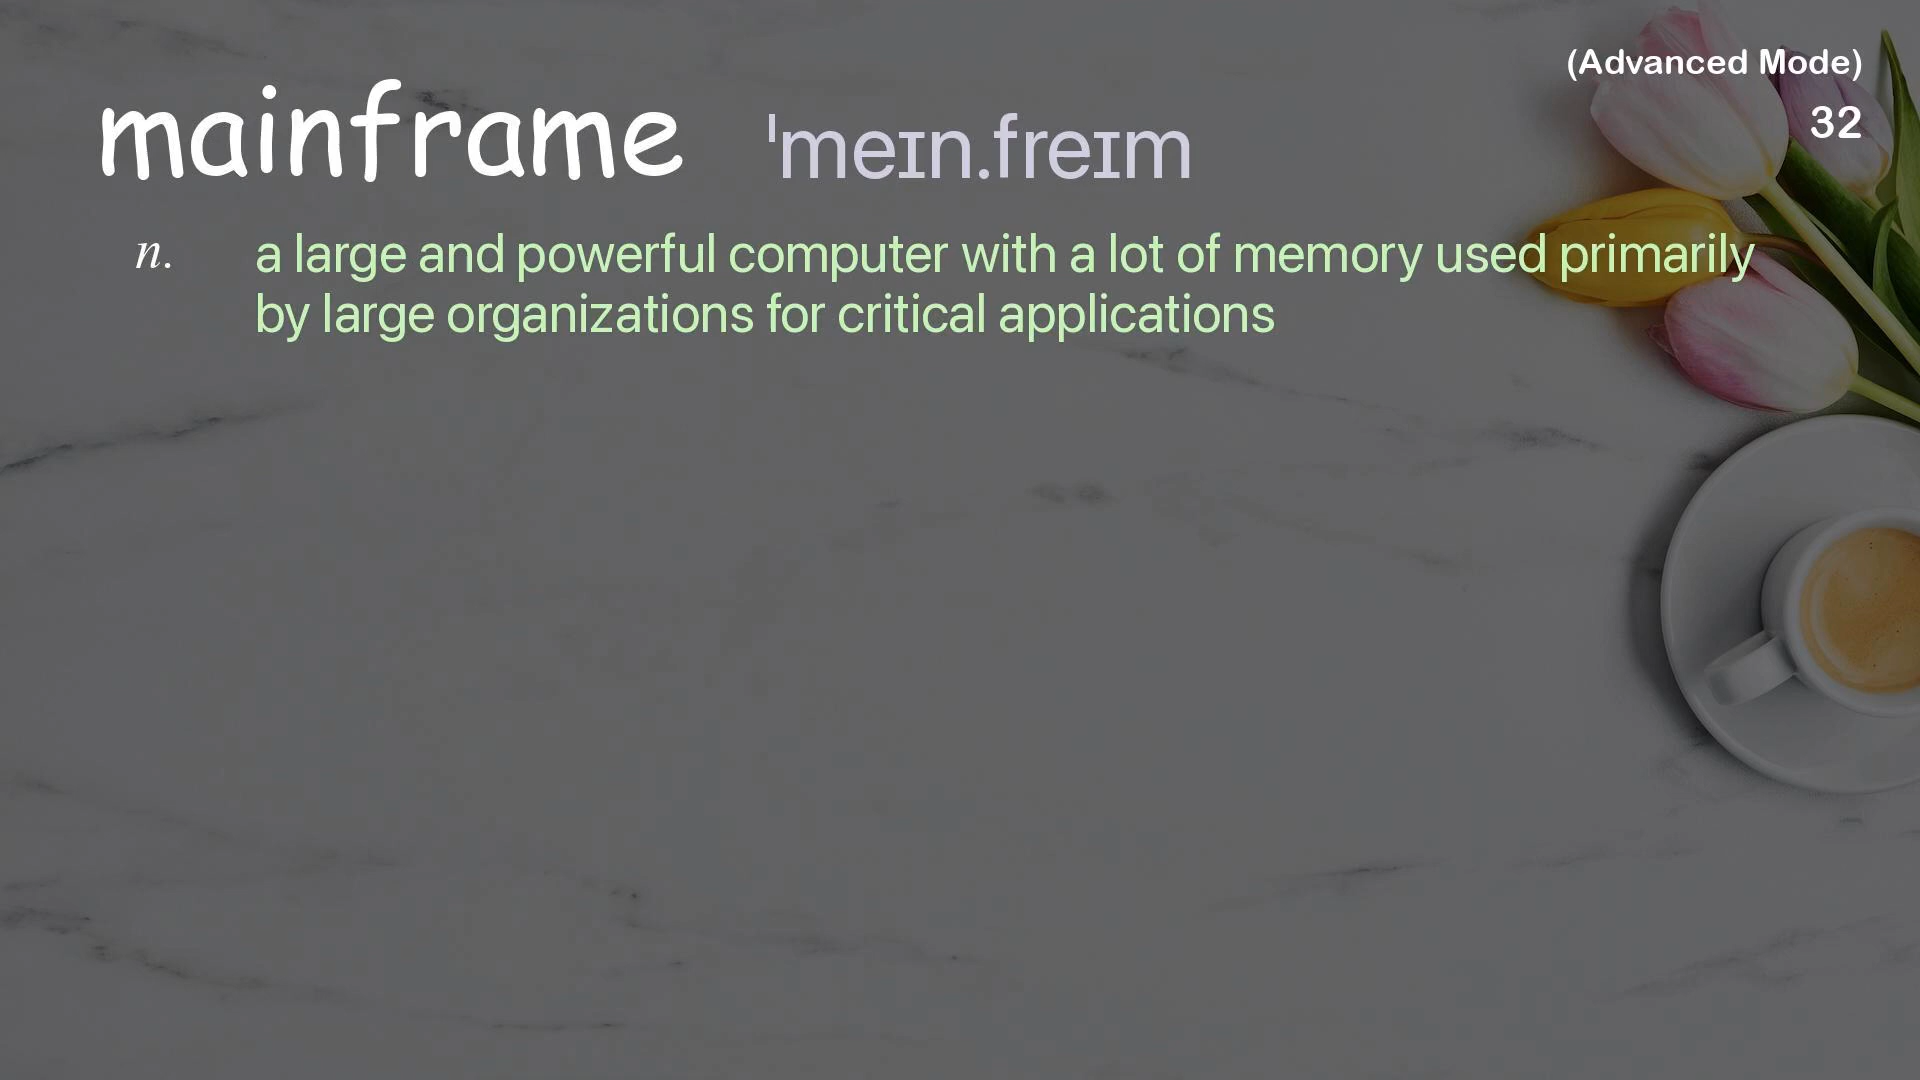 (Advanced Mode)
mainframe ˈmeɪn.freɪm
32
n. a large and powerful computer with a lot of memory used primarily
by large organizations for critical applications